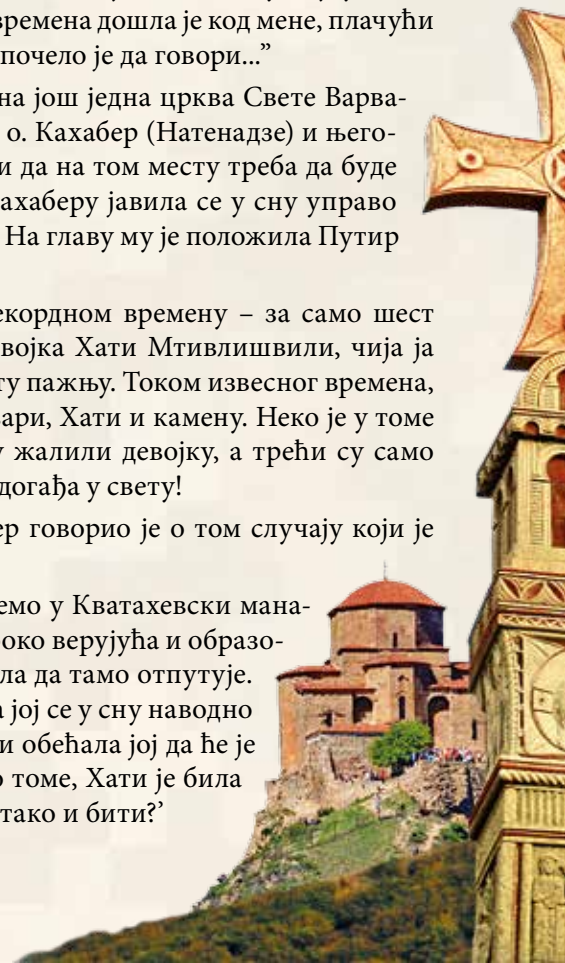 времена дошла је код мене, плачући
почело је да говори...”
на још једна црква Свете Варва-
о. Кахабер (Натенадзе) и њего-
и да на том месту треба да буде
ахаберу јавила се у сну управо
На главу му је положила Путир
екордном времену – за само шест
војка Хати Мтивлишвили, чија ја
ту пажњу. Током извесног времена,
вари, Хати и камену. Неко је у томе
у жалили девојку, а трећи су само
догађа у свету!
ер говорио је о том случају који је
емо у Кватахевски мана-
око верујућа и образо-
ла да тамо отпутује.
а јој се у сну наводно
и обећала јој да ће је
о томе, Хати је била
тако и бити?’